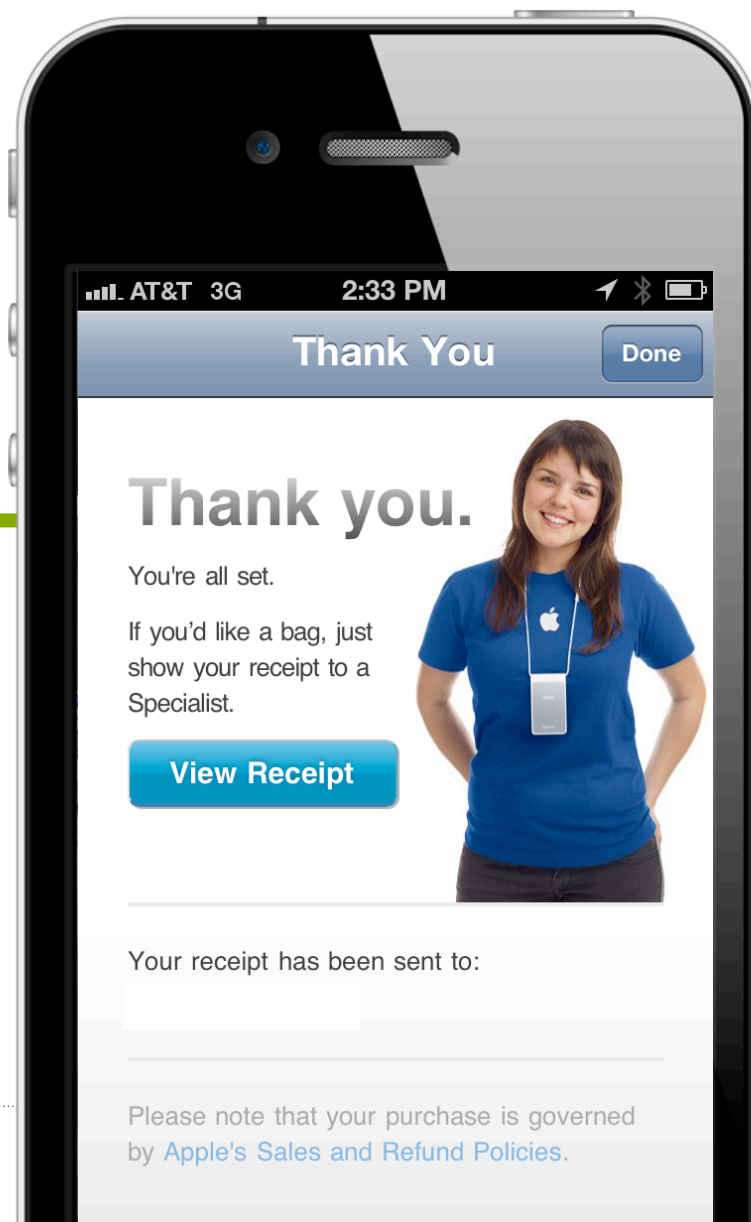 AT&T 3G 2:33 PM
Thank You Done
Thank you.
You're all set.
If you’d like a bag, just
show your receipt to a
Specialist.
View Receipt
Your receipt has been sent to:
Please note that your purchase is governed
by Apple's Sales and Refund Policies.